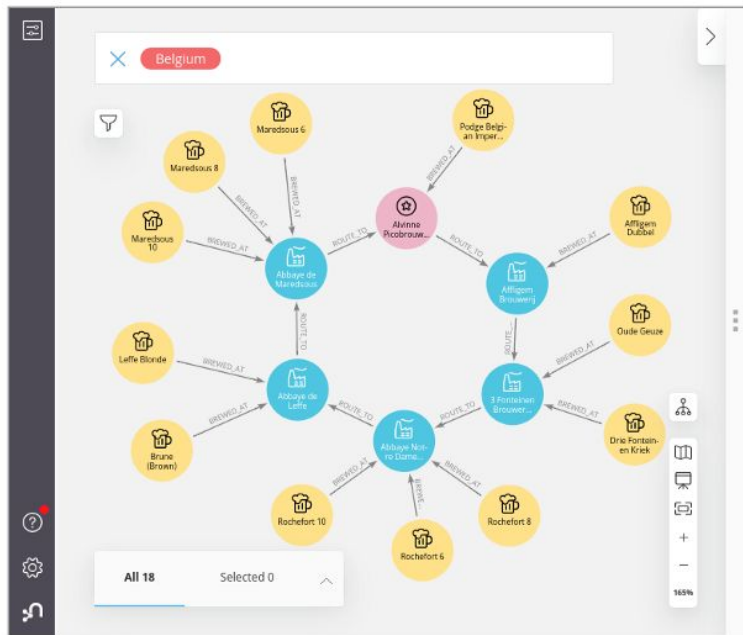 Belgium
Maredsous 6
Podge Belgi-
an Imper...
Maredsous 8
BREWED_AT
BREWED_AT
BREWED_AT
Maredsous
10
BREWED_AT
Alvinne
Picobrouw...
Affligem
Dubbel
ROUTE_TO
ROUTE_TO
BREWED_AT
Abbaye de
Maredsous
Affligem
Brouwerij
Oude Geuze
ROUTE_TO
ROUTE_...
BREWED_AT
Leffe Blonde
BREWED_AT
Abbaye de
Leffe
3 Fonteinen
Brouwer...
BREWED_AT
ROUTE_TO
ROUTE_TO
BREWED_AT
Drie Fontein-
en Kriek
Brune
(Brown)
Abbaye Not-
re Dame...
BREWED_AT
BREWE...
BREWED_AT
Rochefort 10
Rochefort 8
Rochefort 6
All 18
Selected 0
165%